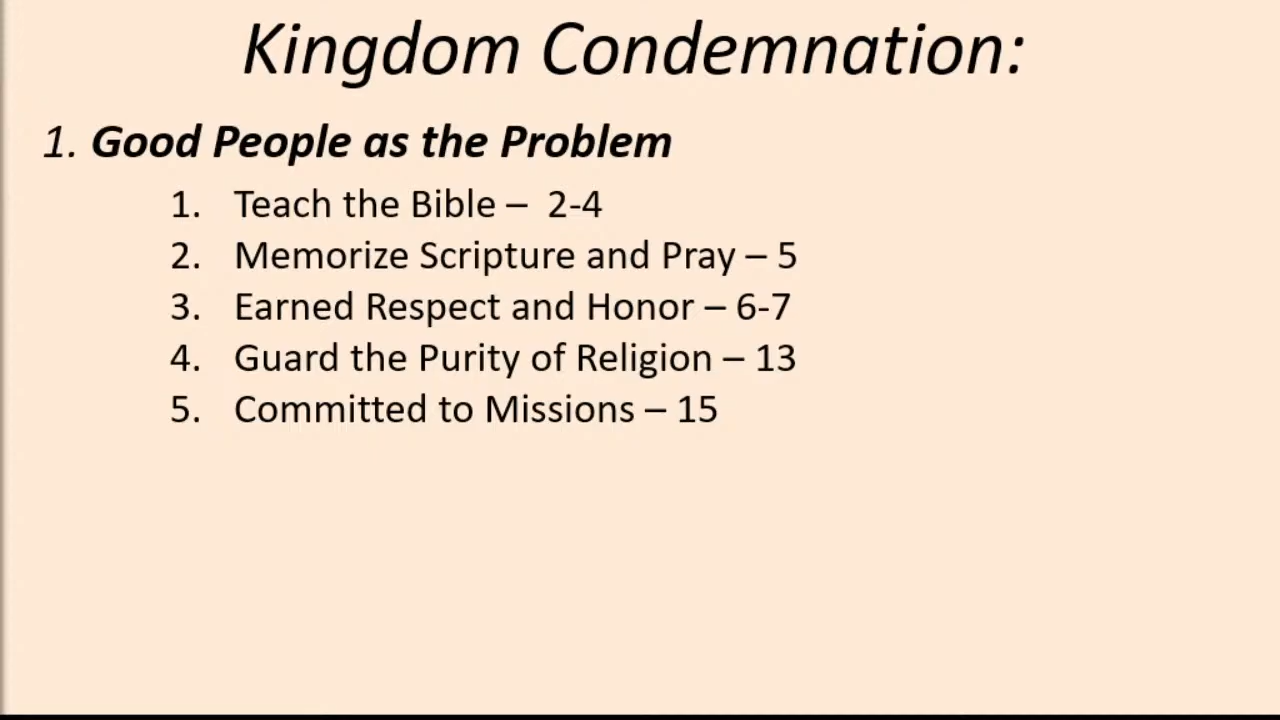 Kingdom Condemnation:
1. Good People as the Problem
1. Teach the Bible – 2-4
2. Memorize Scripture and Pray – 5
3. Earned Respect and Honor – 6-7
4. Guard the Purity of Religion – 13
5. Committed to Missions – 15